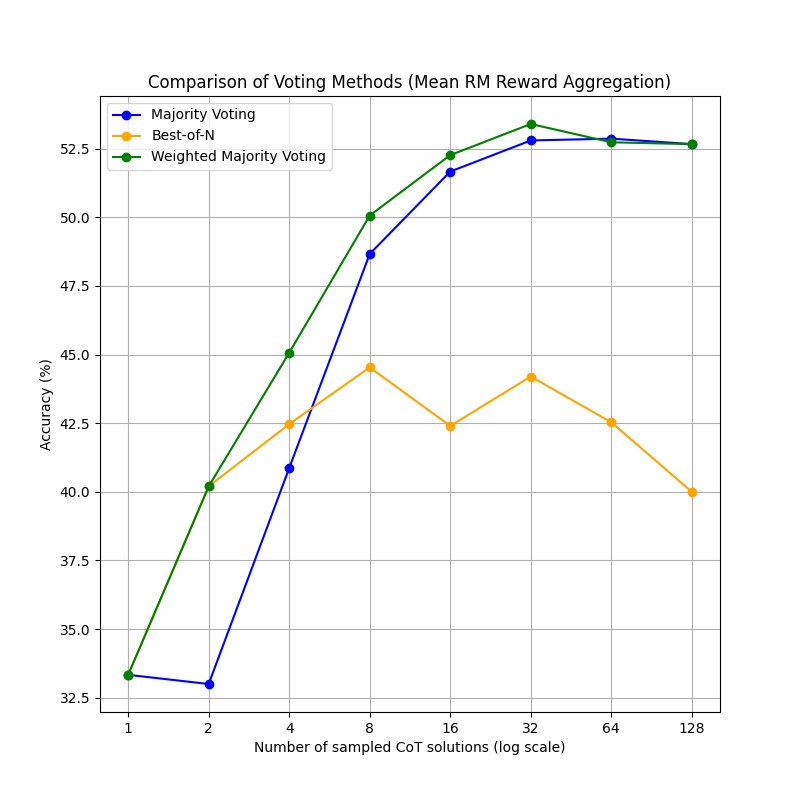 Comparison of Voting Methods (Mean RM Reward Aggregation)
Majority Voting
Best-of-N
Weighted Majority Voting
Accuracy (%)
52.5
50.0
47.5
45.0
42.5
40.0
37.5
35.0
32.5
1 2 4 8 16 32 64 128
Number of sampled CoT solutions (log scale)